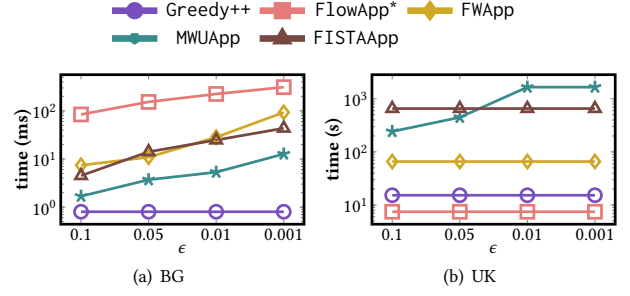 Greedy++ FlowApp* FWApp
MWUApp FISTAApp
time (ms)
10²
10¹
10⁰
0.1 0.05 0.01 0.001
ϵ
(a) BG
time (s)
10³
10²
10¹
0.1 0.05 0.01 0.001
ϵ
(b) UK